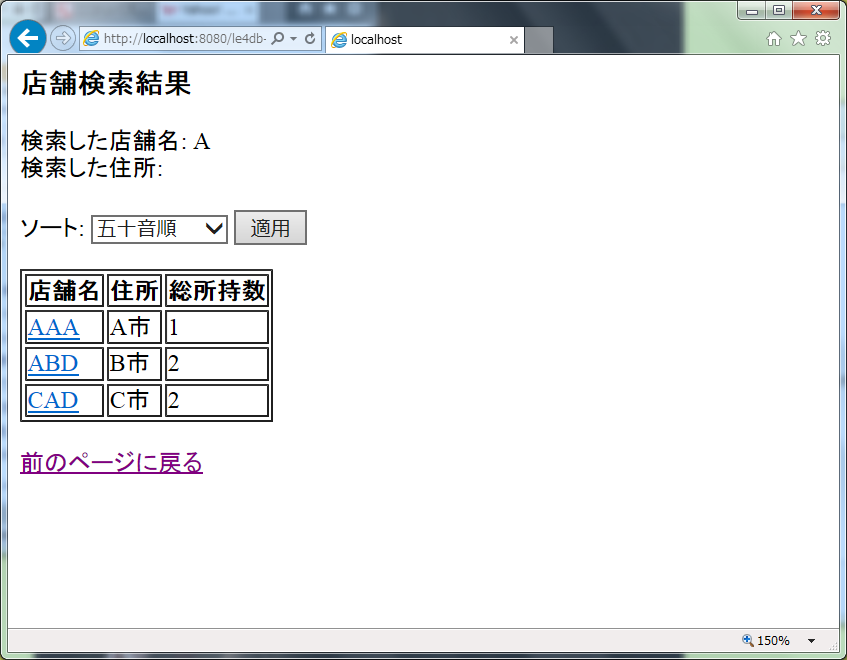 http://localhost:8080/le4db-
localhost
店舗検索結果
検索した店舗名: A
検索した住所:
ソート: 五十音順 適用
店舗名 住所 総所持数
AAA A市 1
ABD B市 2
CAD C市 2
前のページに戻る
150%